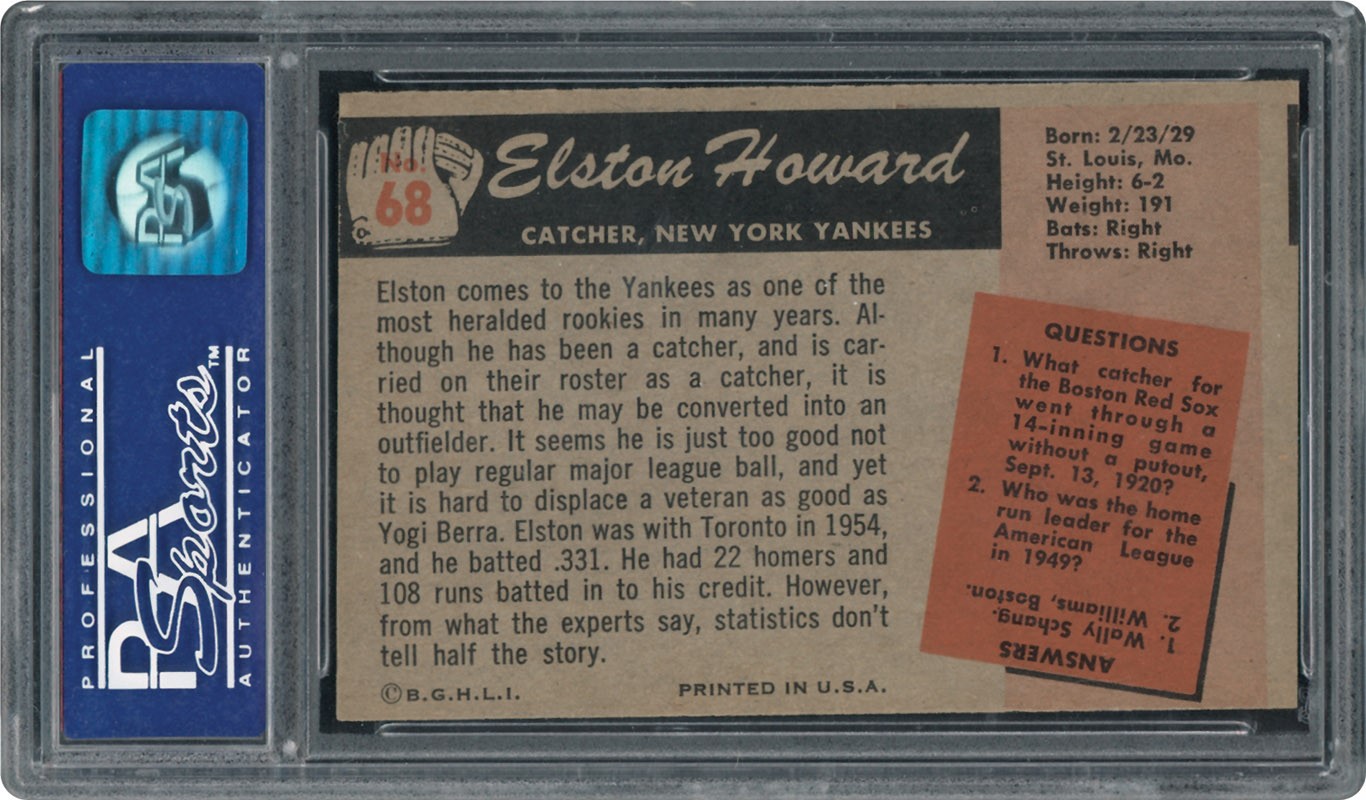 PSA
PROFESSIONAL
PSA
Sports™
AUTHENTICATOR
No.
68
Elston Howard
CATCHER, NEW YORK YANKEES
Born: 2/23/29
St. Louis, Mo.
Height: 6-2
Weight: 191
Bats: Right
Throws: Right
Elston comes to the Yankees as one of the
most heralded rookies in many years. Al-
though he has been a catcher, and is car-
ried on their roster as a catcher, it is
thought that he may be converted into an
outfielder. It seems he is just too good not
to play regular major league ball, and yet
it is hard to displace a veteran as good as
Yogi Berra. Elston was with Toronto in 1954,
and he batted .331. He had 22 homers and
108 runs batted in to his credit. However,
from what the experts say, statistics don't
tell half the story.
©B.G.H.L.I.
PRINTED IN U.S.A.
QUESTIONS
1. What catcher for
the Boston Red Sox
went through a
14-inning game
without a putout,
Sept. 13, 1920?
2. Who was the home
run leader for the
American League
in 1949?
ANSWERS
1. Wally Schang.
2. Williams, Boston.